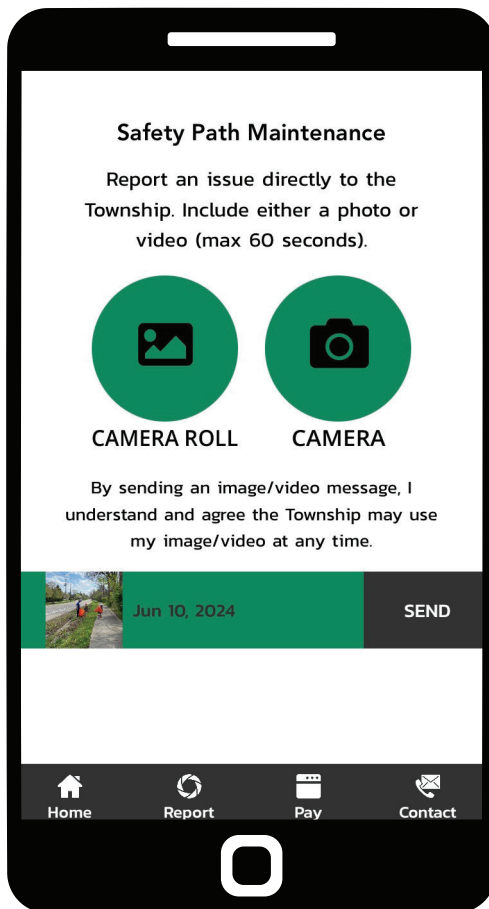 Safety Path Maintenance
Report an issue directly to the
Township. Include either a photo or
video (max 60 seconds).
CAMERA ROLL CAMERA
By sending an image/video message, I
understand and agree the Township may use
my image/video at any time.
Jun 10, 2024 SEND
Home Report Pay Contact